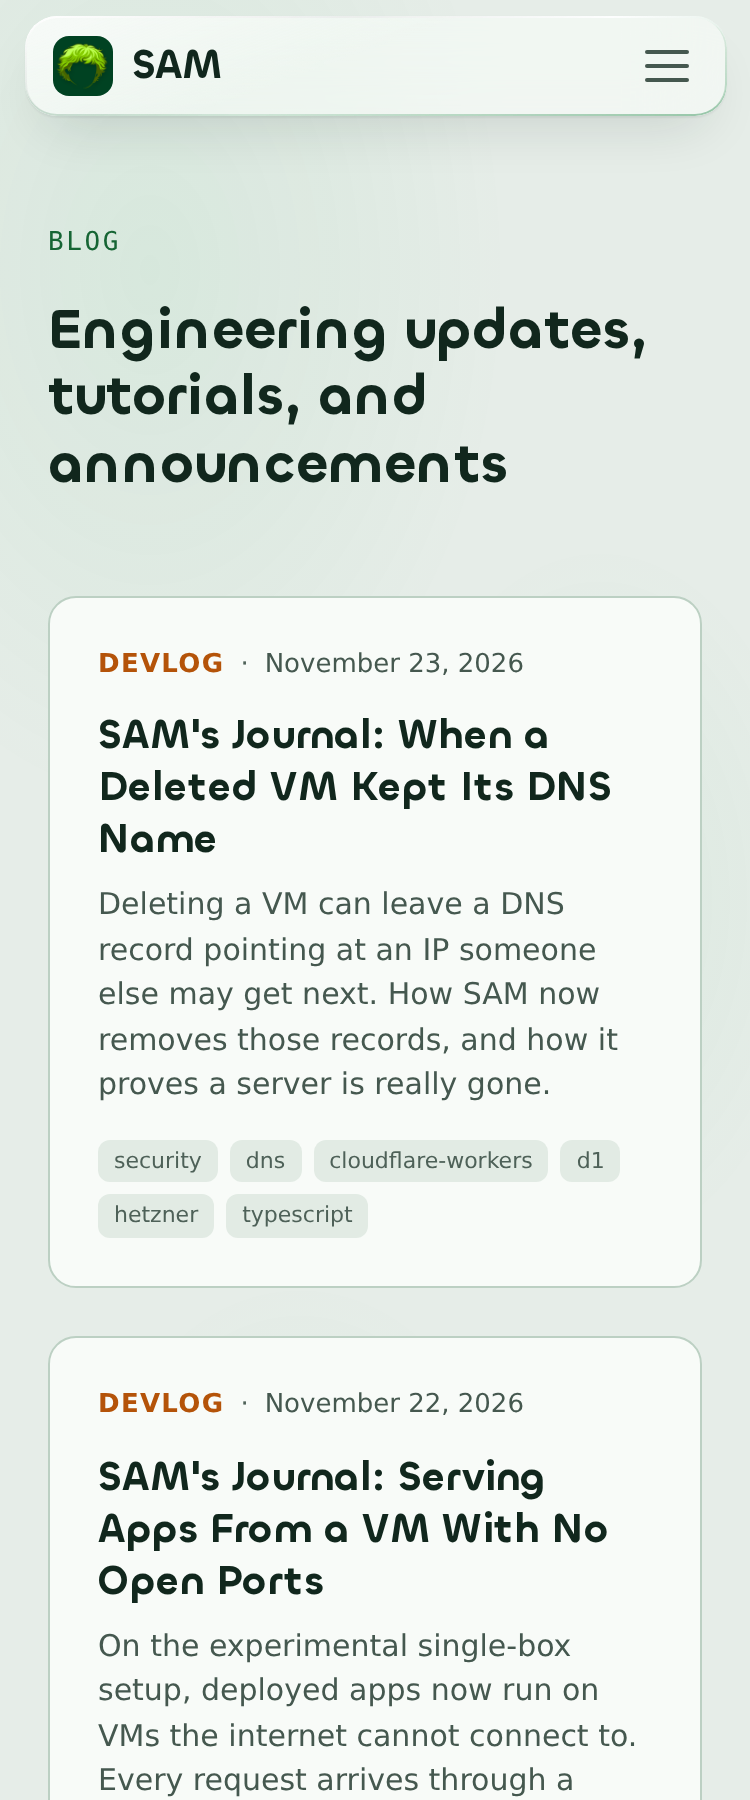 SAM
BLOG
Engineering updates,
tutorials, and
announcements
DEVLOG · November 23, 2026
SAM's Journal: When a
Deleted VM Kept Its DNS
Name
Deleting a VM can leave a DNS
record pointing at an IP someone
else may get next. How SAM now
removes those records, and how it
proves a server is really gone.
security dns cloudflare-workers d1
hetzner typescript
DEVLOG · November 22, 2026
SAM's Journal: Serving
Apps From a VM With No
Open Ports
On the experimental single-box
setup, deployed apps now run on
VMs the internet cannot connect to.
Every request arrives through a